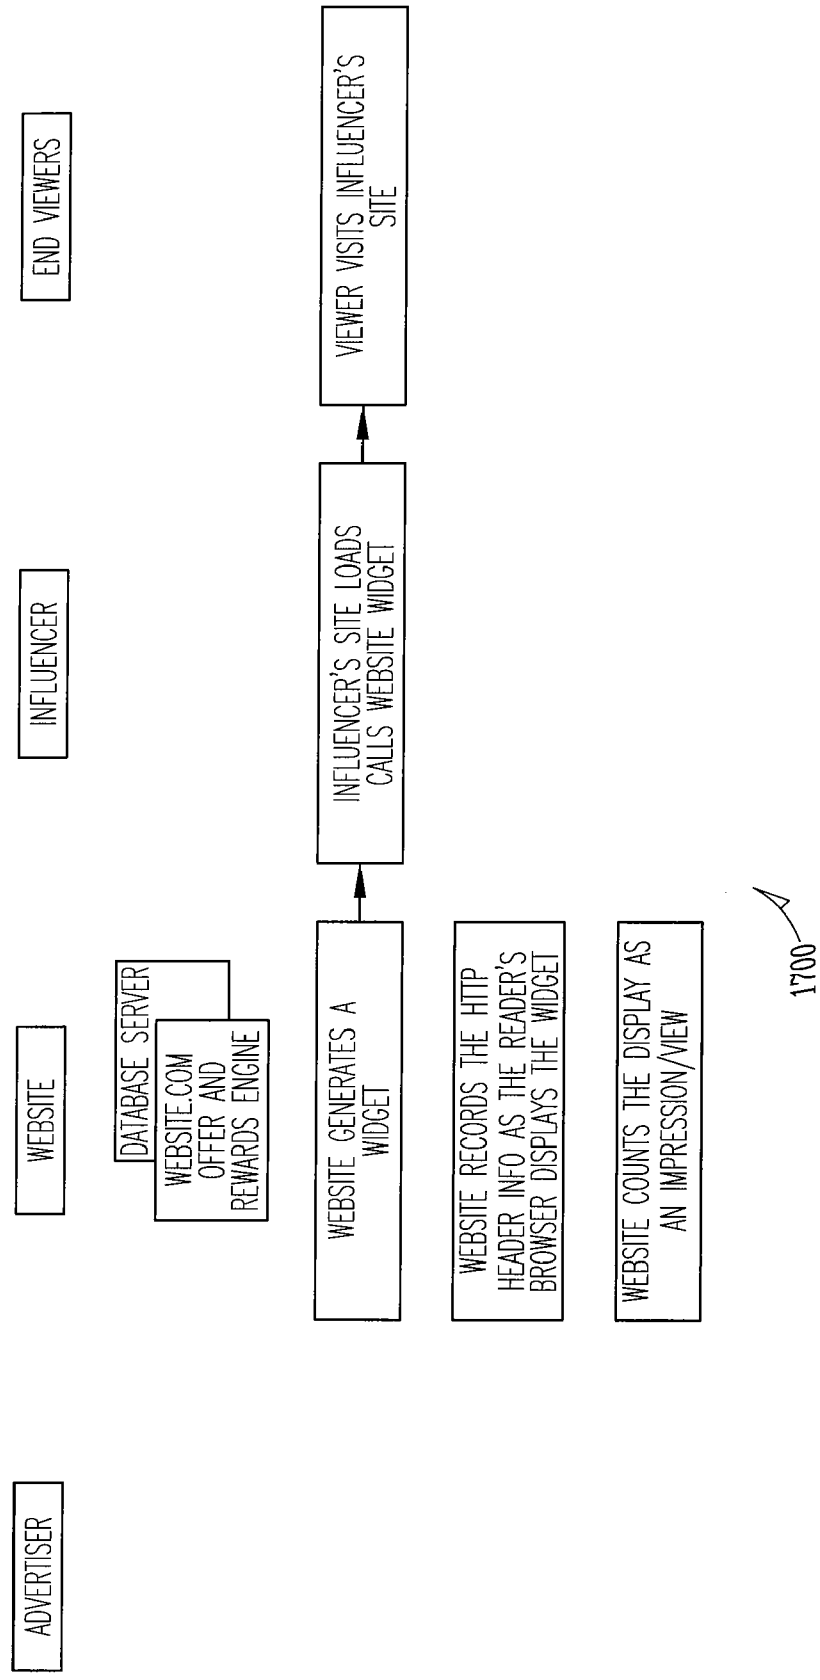 ADVERTISER
WEBSITE
INFLUENCER
END VIEWERS
DATABASE SERVER
WEBSITE.COM
OFFER AND
REWARDS ENGINE
WEBSITE GENERATES A
WIDGET
INFLUENCER'S SITE LOADS
CALLS WEBSITE WIDGET
VIEWER VISITS INFLUENCER'S
SITE
WEBSITE RECORDS THE HTTP
HEADER INFO AS THE READER'S
BROWSER DISPLAYS THE WIDGET
WEBSITE COUNTS THE DISPLAY AS
AN IMPRESSION/VIEW
1700